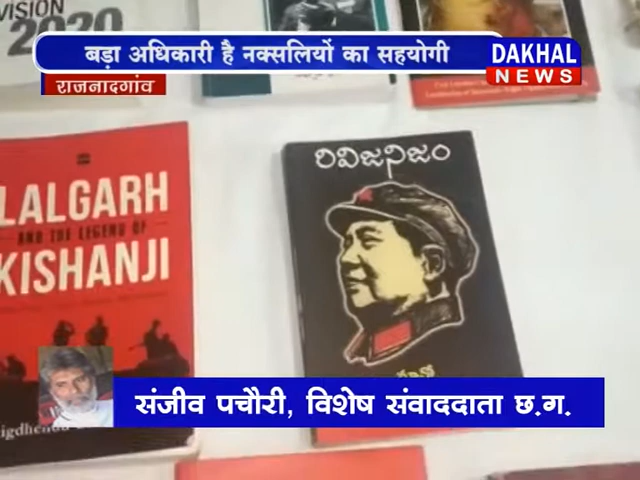 VISION
2020
बड़ा अधिकारी है नक्सलियों का सहयोगी
राजनादगांव
DAKHAL
NEWS
రివిజనిజం
LALGARH
AND THE LEGEND OF
KISHANJI
संजीव पचौरी, विशेष संवाददाता छ.ग.